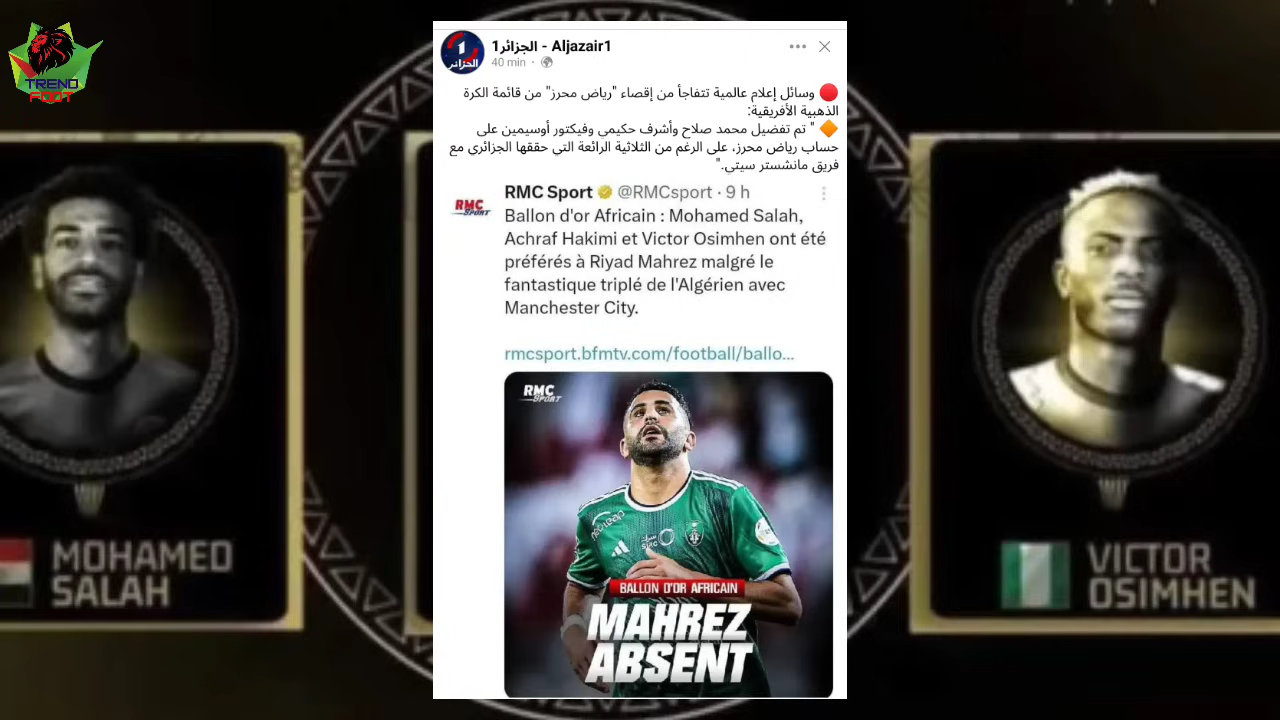 TREND
FOOT
Aljazair1 - الجزائر1
40 min ·
🔴 وسائل إعلام عالمية تتفاجأ من إقصاء "رياض محرز" من قائمة الكرة
الذهبية الأفريقية:
🔶 " تم تفضيل محمد صلاح وأشرف حكيمي وفيكتور أوسيمين على
حساب رياض محرز، على الرغم من الثلاثية الرائعة التي حققها الجزائري مع
فريق مانشستر سيتي."
RMC Sport @RMCsport · 9 h
Ballon d'or Africain : Mohamed Salah,
Achraf Hakimi et Victor Osimhen ont été
préférés à Riyad Mahrez malgré le
fantastique triplé de l'Algérien avec
Manchester City.
rmcsport.bfmtv.com/football/ballo...
RMC
SPORT
BALLON D'OR AFRICAIN
MAHREZ
ABSENT
MOHAMED
SALAH
VICTOR
OSIMHEN